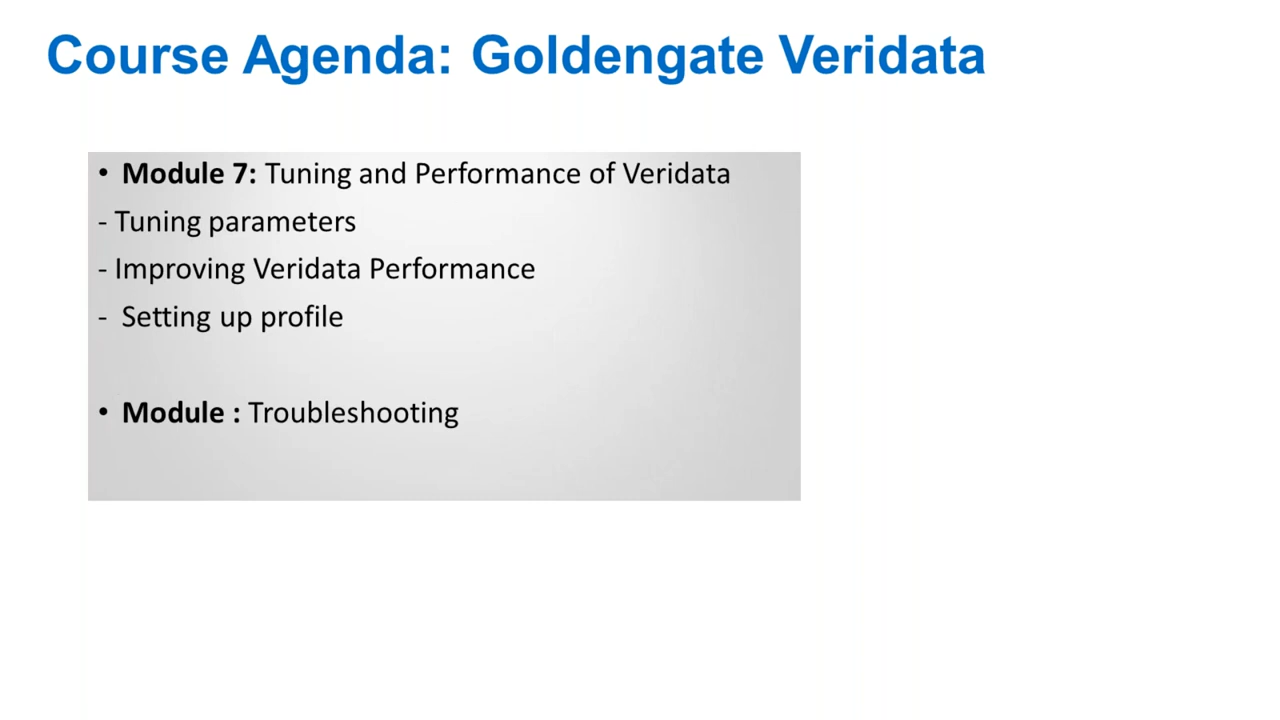 Course Agenda: Goldengate Veridata
• Module 7: Tuning and Performance of Veridata
- Tuning parameters
- Improving Veridata Performance
- Setting up profile
• Module : Troubleshooting